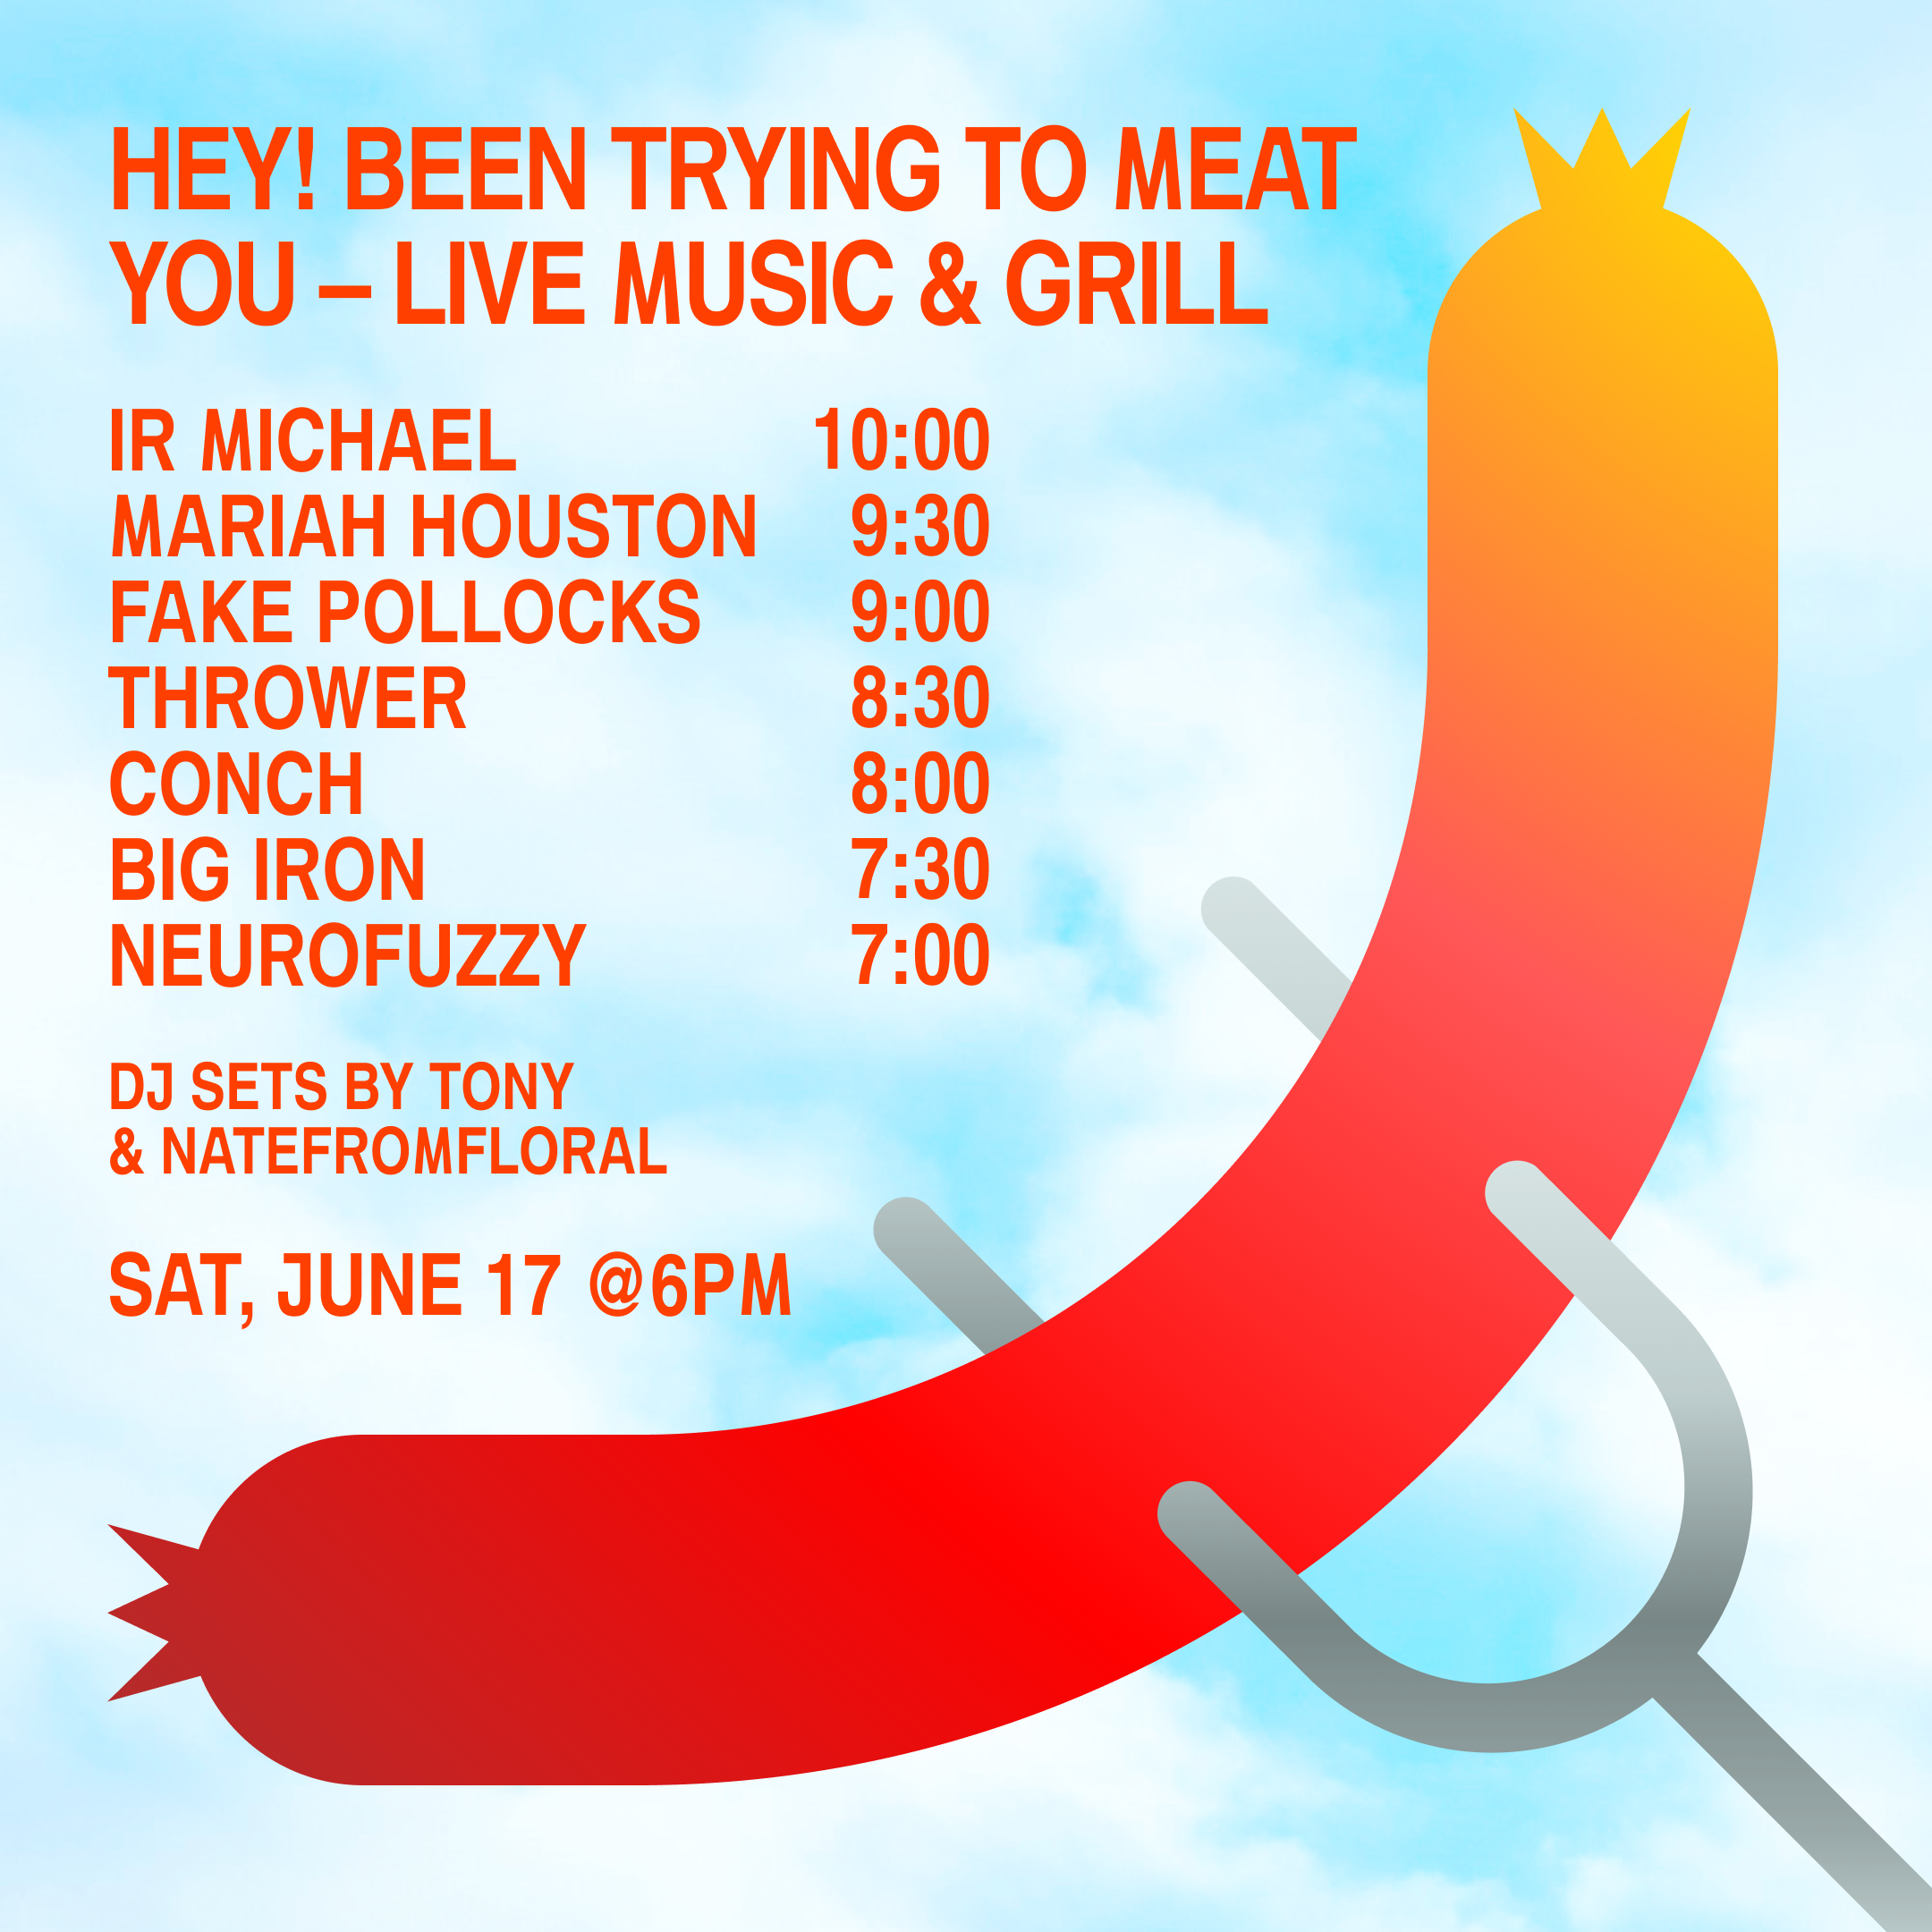 HEY! BEEN TRYING TO MEAT
YOU – LIVE MUSIC & GRILL
IR MICHAEL 10:00
MARIAH HOUSTON 9:30
FAKE POLLOCKS 9:00
THROWER 8:30
CONCH 8:00
BIG IRON 7:30
NEUROFUZZY 7:00
DJ SETS BY TONY
& NATEFROMFLORAL
SAT, JUNE 17 @6PM